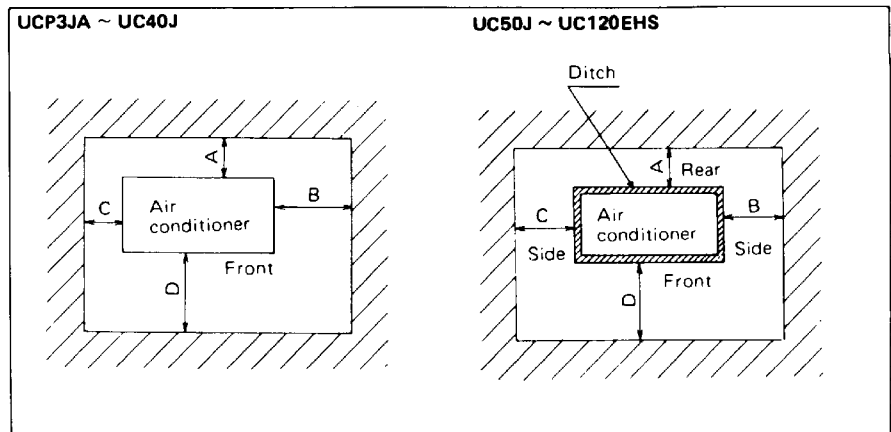 UCP3JA ~ UC40J
A
C
B
Air
conditioner
Front
D
UC50J ~ UC120EHS
Ditch
A
Rear
C
B
Air
conditioner
Side
Side
Front
D